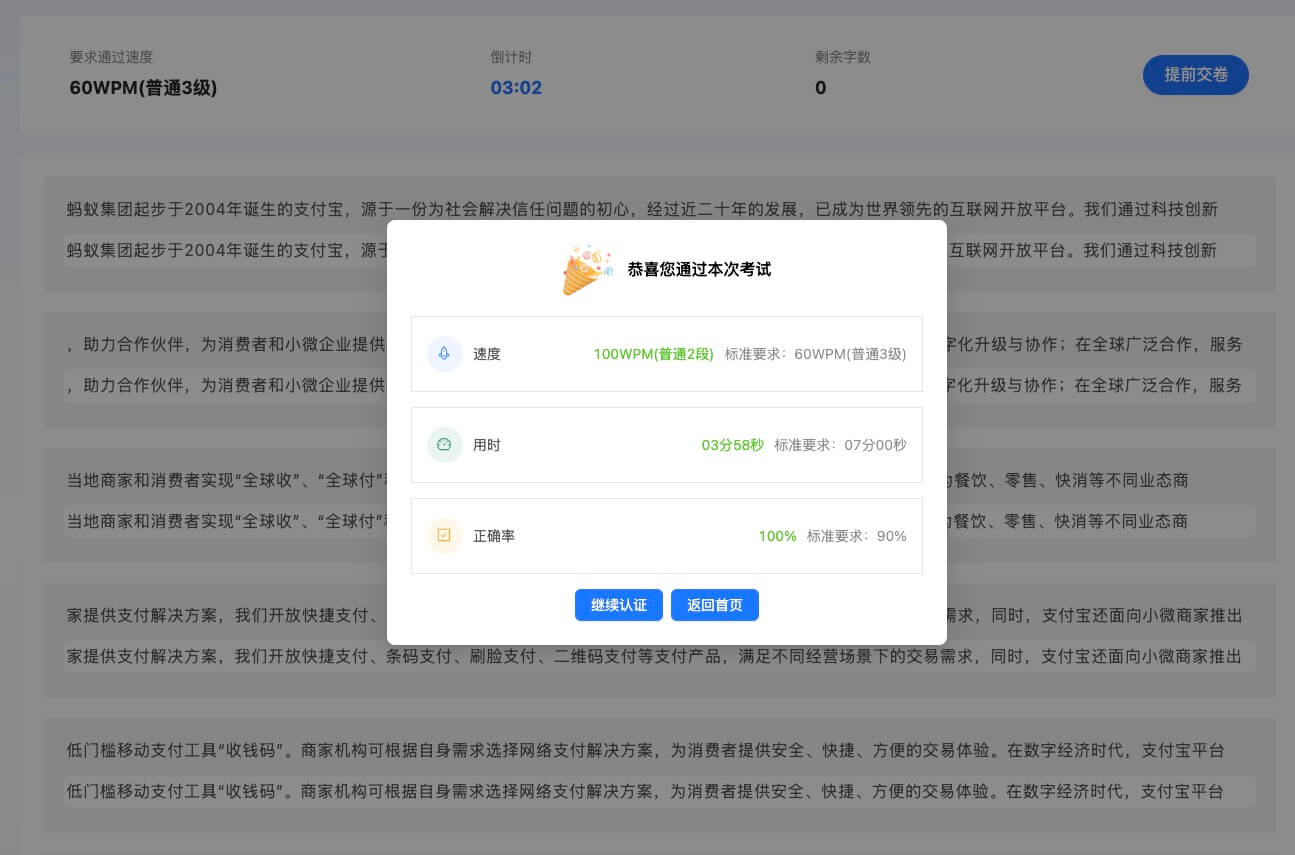 要求通过速度
倒计时
剩余字数
60WPM(普通3级)
03:02
0
提前交卷
蚂蚁集团起步于2004年诞生的支付宝，源于一份为社会解决信任问题的初心，经过近二十年的发展，已成为世界领先的互联网开放平台。我们通过科技创新
蚂蚁集团起步于2004年诞生的支付宝，源于
互联网开放平台。我们通过科技创新
，助力合作伙伴，为消费者和小微企业提供
字化升级与协作；在全球广泛合作，服务
，助力合作伙伴，为消费者和小微企业提供
字化升级与协作；在全球广泛合作，服务
当地商家和消费者实现“全球收”、“全球付”
餐饮、零售、快消等不同业态商
当地商家和消费者实现“全球收”、“全球付”
餐饮、零售、快消等不同业态商
家提供支付解决方案，我们开放快捷支付、
需求，同时，支付宝还面向小微商家推出
家提供支付解决方案，我们开放快捷支付、条码支付、刷脸支付、二维码支付等支付产品，满足不同经营场景下的交易需求，同时，支付宝还面向小微商家推出
低门槛移动支付工具“收钱码”。商家机构可根据自身需求选择网络支付解决方案，为消费者提供安全、快捷、方便的交易体验。在数字经济时代，支付宝平台
低门槛移动支付工具“收钱码”。商家机构可根据自身需求选择网络支付解决方案，为消费者提供安全、快捷、方便的交易体验。在数字经济时代，支付宝平台
恭喜您通过本次考试
速度
100WPM(普通2段) 标准要求：60WPM(普通3级)
用时
03分58秒 标准要求：07分00秒
正确率
100% 标准要求：90%
继续认证
返回首页